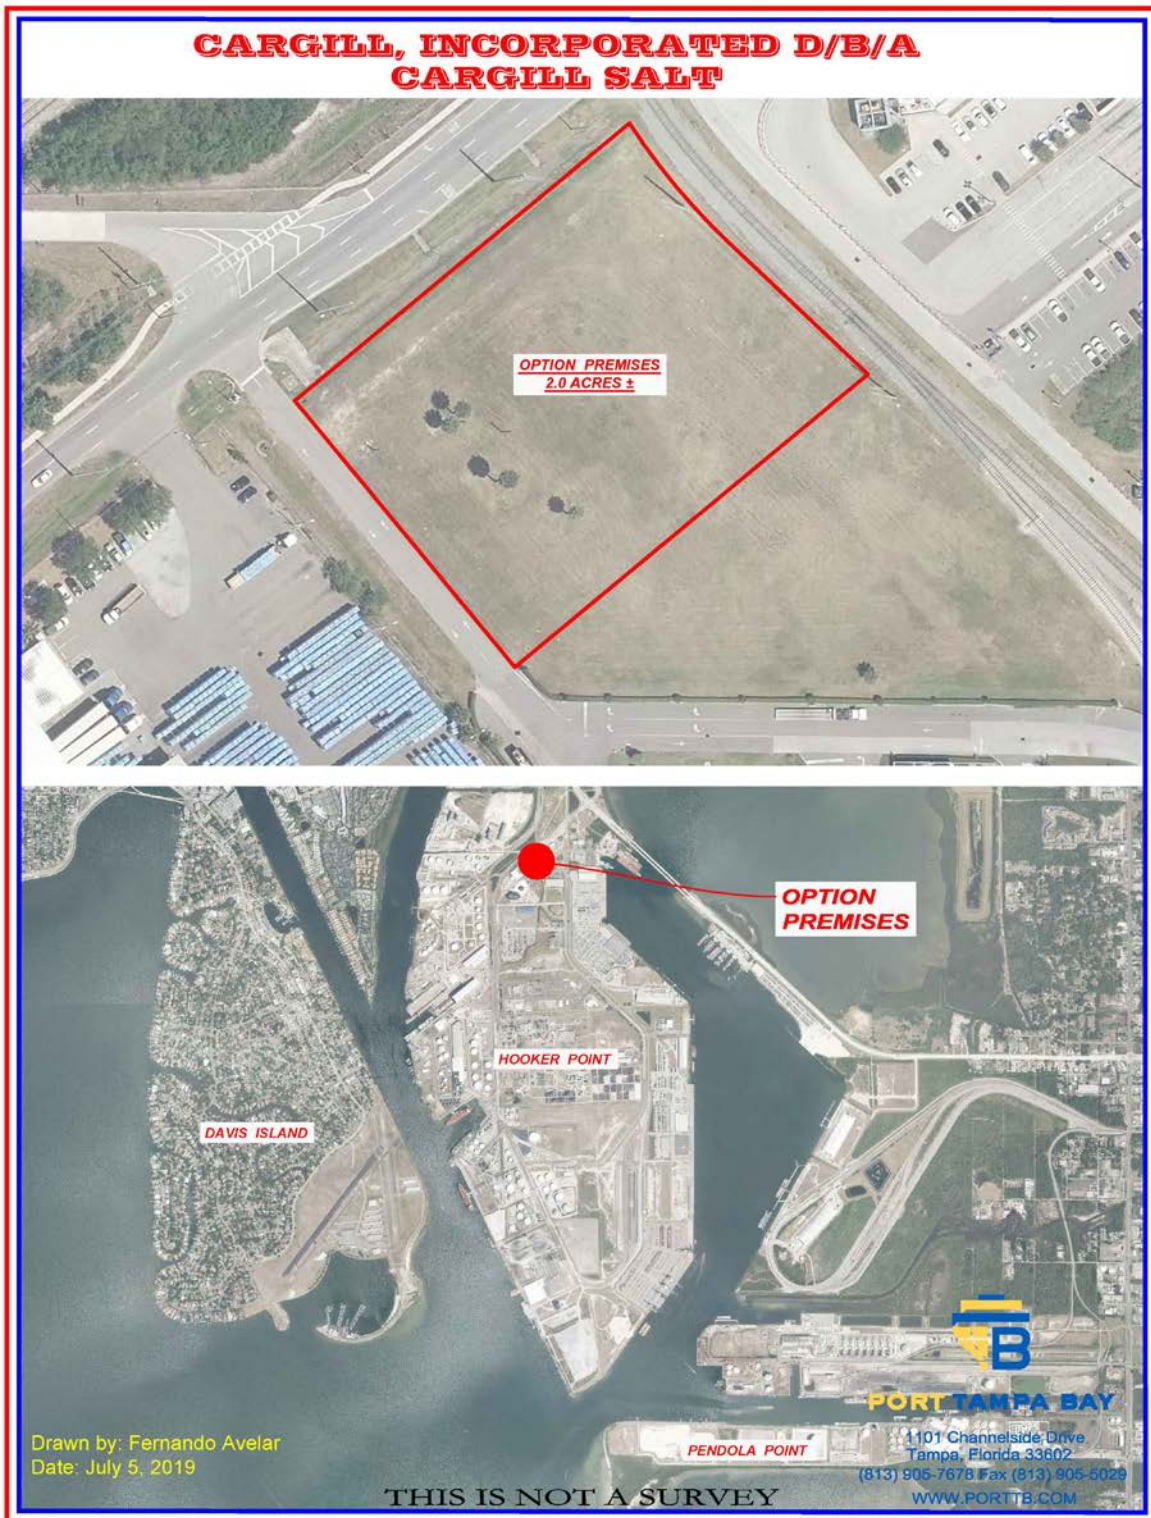 CARGILL, INCORPORATED D/B/A
CARGILL SALT
OPTION PREMISES
2.0 ACRES ±
OPTION
PREMISES
HOOKER POINT
DAVIS ISLAND
PENDOLA POINT
TB
PORT TAMPA BAY
1101 Channelside Drive
Tampa, Florida 33602
(813) 905-7678 Fax (813) 905-5029
WWW.PORTTB.COM
Drawn by: Fernando Avelar
Date: July 5, 2019
THIS IS NOT A SURVEY